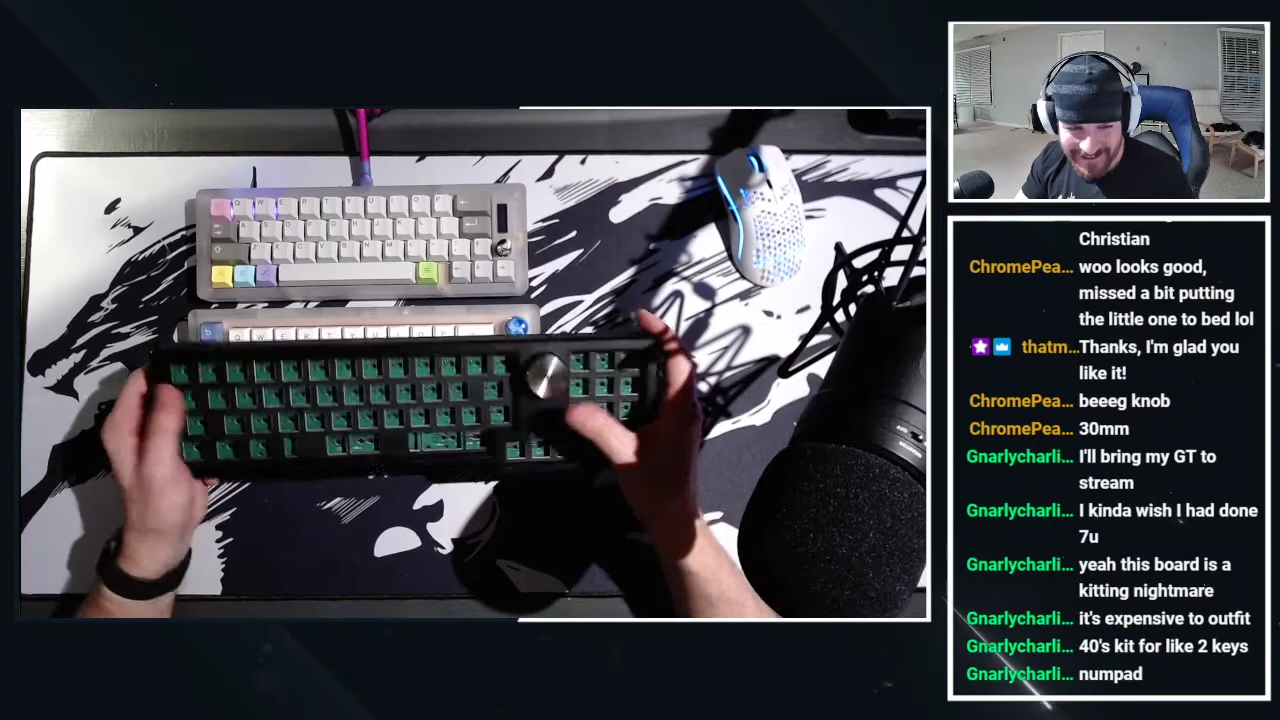 Christian
ChromePea... woo looks good,
missed a bit putting
the little one to bed lol
thatm... Thanks, I'm glad you
like it!
ChromePea... beeeg knob
ChromePea... 30mm
Gnarlycharli... I'll bring my GT to
stream
Gnarlycharli... I kinda wish I had done
7u
Gnarlycharli... yeah this board is a
kitting nightmare
Gnarlycharli... it's expensive to outfit
Gnarlycharli... 40's kit for like 2 keys
Gnarlycharli... numpad